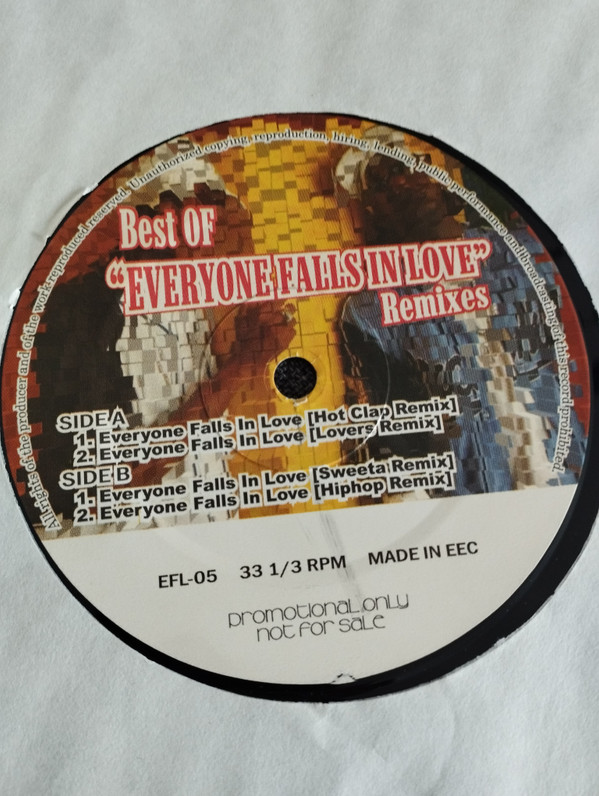 All rights of the producer and of the work reproduced reserved. Unauthorized copying, reproduction, hiring, lending, public performance and broadcasting of this record prohibited.
Best OF
“EVERYONE FALLS IN LOVE”
Remixes
SIDE A
1. Everyone Falls In Love [Hot Clap Remix]
2. Everyone Falls In Love [Lovers Remix]
SIDE B
1. Everyone Falls In Love [Sweeta Remix]
2. Everyone Falls In Love [Hiphop Remix]
EFL-05 33 1/3 RPM MADE IN EEC
promotional only
not for sale